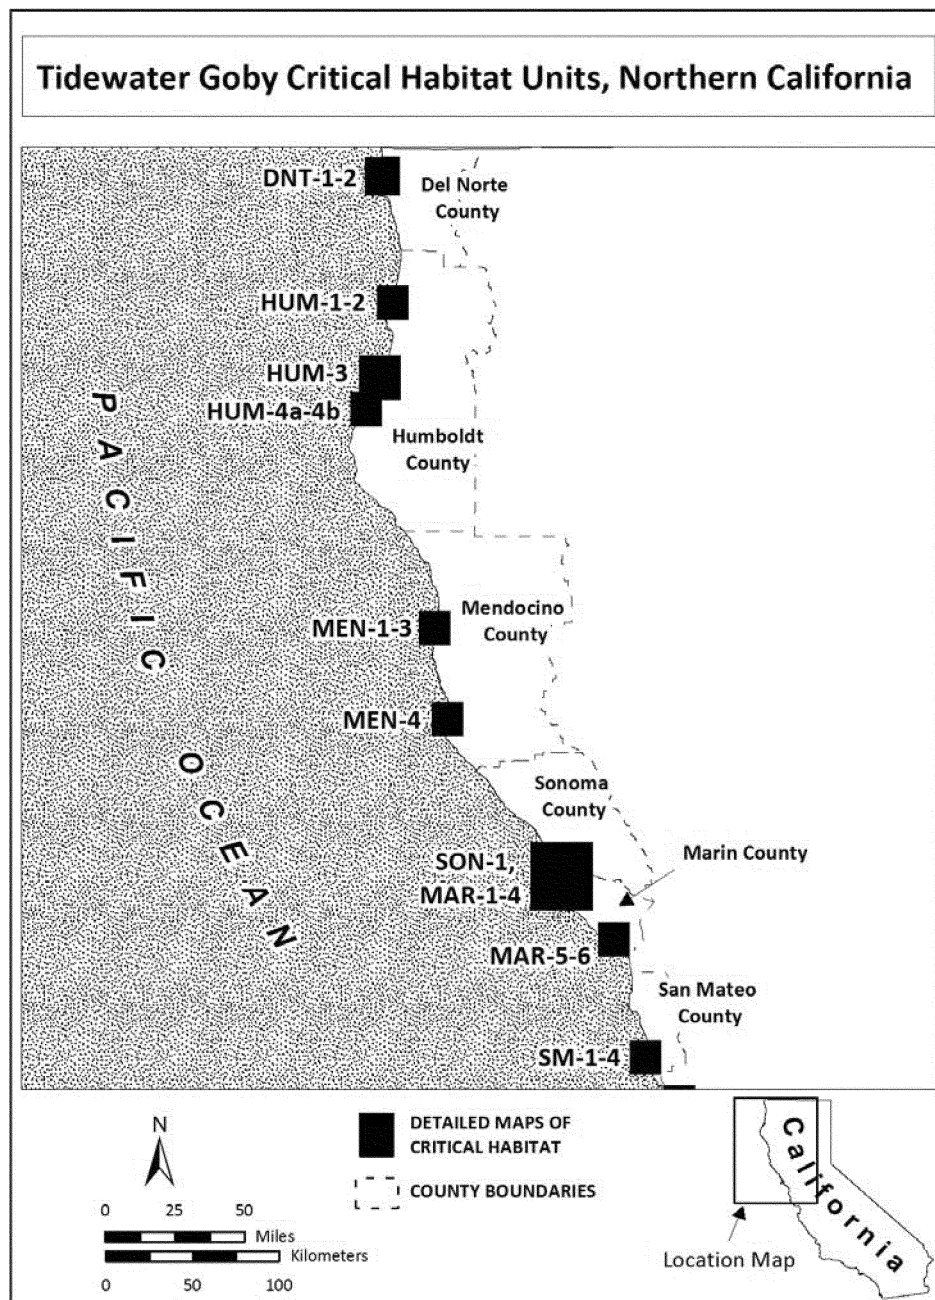 Tidewater Goby Critical Habitat Units, Northern California
DNT-1-2
Del Norte
County
HUM-1-2
HUM-3
HUM-4a-4b
Humboldt
County
PACIFIC OCEAN
MEN-1-3
Mendocino
County
MEN-4
Sonoma
County
SON-1,
MAR-1-4
Marin County
MAR-5-6
San Mateo
County
SM-1-4
N
DETAILED MAPS OF
CRITICAL HABITAT
COUNTY BOUNDARIES
0 25 50
Miles
Kilometers
0 50 100
California
Location Map